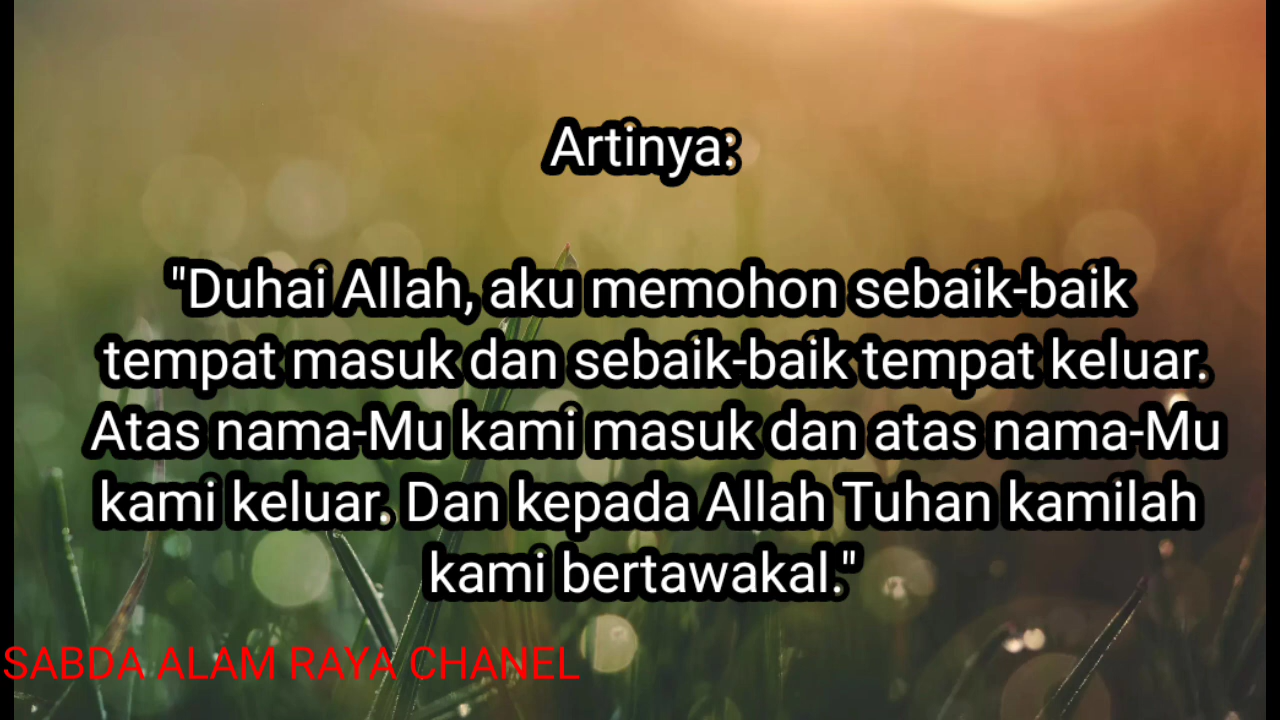 Artinya:
"Duhai Allah, aku memohon sebaik-baik
tempat masuk dan sebaik-baik tempat keluar.
Atas nama-Mu kami masuk dan atas nama-Mu
kami keluar. Dan kepada Allah Tuhan kamilah
kami bertawakal."
SABDA ALAM RAYA CHANEL